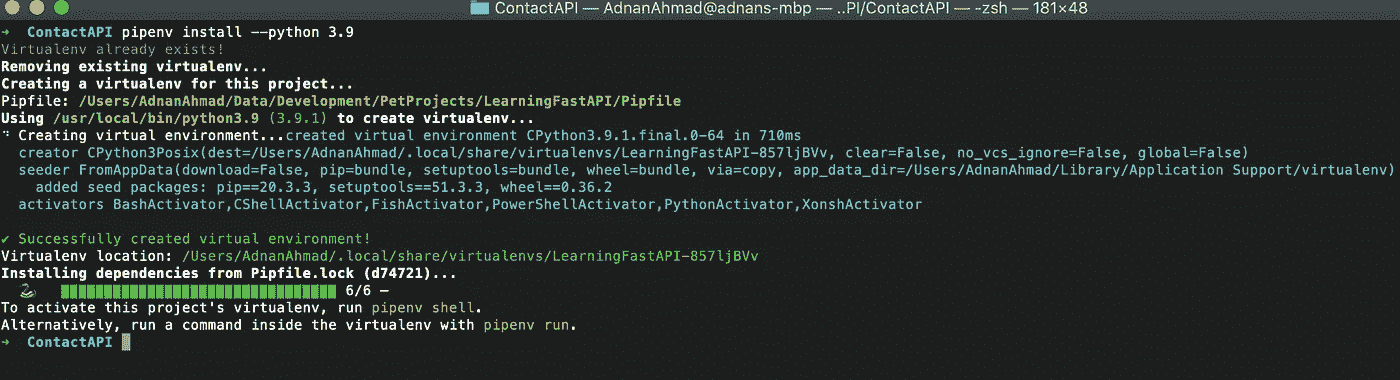 ContactAPI — AdnanAhmad@adnans-mbp — ..PI/ContactAPI — -zsh — 181×48
➜  ContactAPI pipenv install --python 3.9
Virtualenv already exists!
Removing existing virtualenv...
Creating a virtualenv for this project...
Pipfile: /Users/AdnanAhmad/Data/Development/PetProjects/LearningFastAPI/Pipfile
Using /usr/local/bin/python3.9 (3.9.1) to create virtualenv...
⠙ Creating virtual environment...created virtual environment CPython3.9.1.final.0-64 in 710ms
  creator CPython3Posix(dest=/Users/AdnanAhmad/.local/share/virtualenvs/LearningFastAPI-857ljBVv, clear=False, no_vcs_ignore=False, global=False)
  seeder FromAppData(download=False, pip=bundle, setuptools=bundle, wheel=bundle, via=copy, app_data_dir=/Users/AdnanAhmad/Library/Application Support/virtualenv)
    added seed packages: pip==20.3.3, setuptools==51.3.3, wheel==0.36.2
  activators BashActivator,CShellActivator,FishActivator,PowerShellActivator,PythonActivator,XonshActivator
✔ Successfully created virtual environment!
Virtualenv location: /Users/AdnanAhmad/.local/share/virtualenvs/LearningFastAPI-857ljBVv
Installing dependencies from Pipfile.lock (d74721)...
6/6 —
To activate this project's virtualenv, run pipenv shell.
Alternatively, run a command inside the virtualenv with pipenv run.
➜  ContactAPI